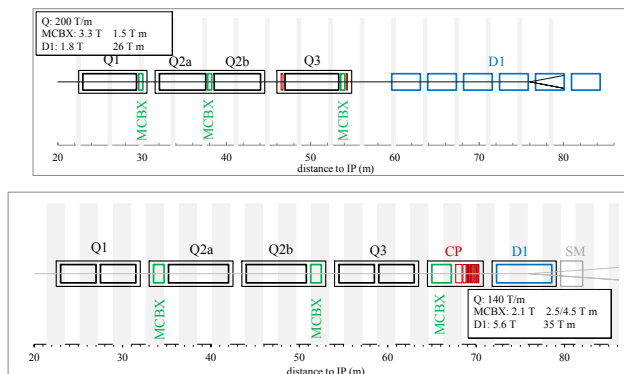 Q: 200 T/m
MCBX: 3.3 T 1.5 T m
D1: 1.8 T 26 T m
Q1 Q2a Q2b Q3 D1
MCBX MCBX MCBX
20 30 40 50 60 70 80
distance to IP (m)
Q1 Q2a Q2b Q3 CP D1 SM
Q: 140 T/m
MCBX: 2.1 T 2.5/4.5 T m
D1: 5.6 T 35 T m
MCBX MCBX MCBX
20 30 40 50 60 70 80
distance to IP (m)